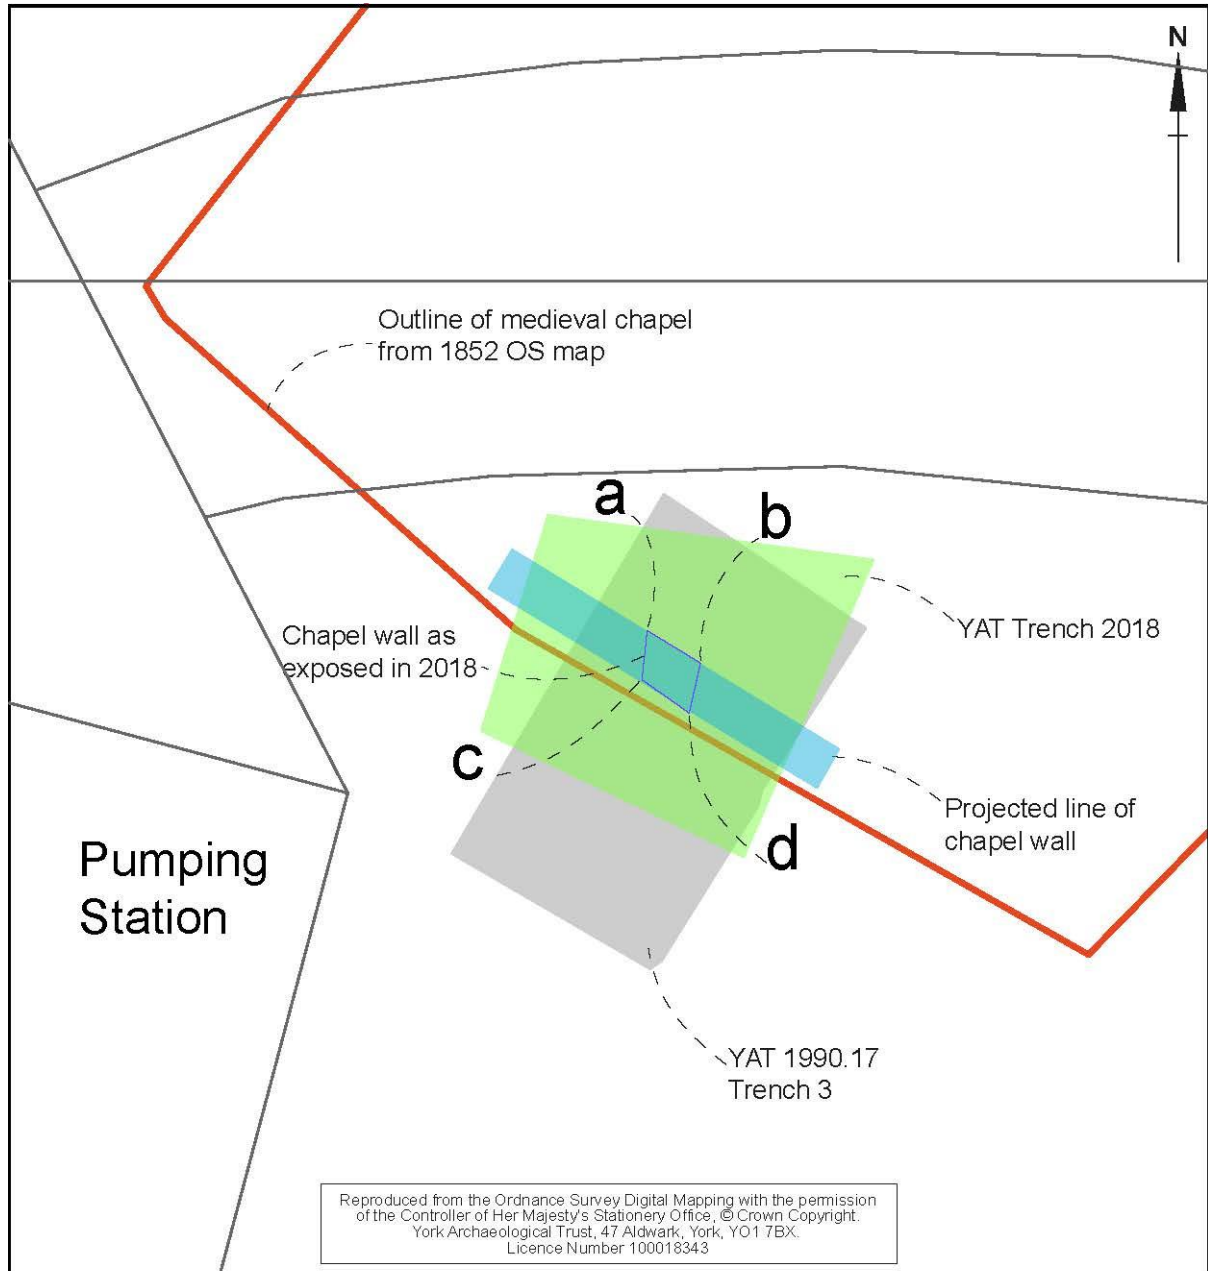 N
Outline of medieval chapel
from 1852 OS map
a
b
YAT Trench 2018
Chapel wall as
exposed in 2018
c
Projected line of
chapel wall
d
Pumping
Station
YAT 1990.17
Trench 3
Reproduced from the Ordnance Survey Digital Mapping with the permission
of the Controller of Her Majesty's Stationery Office, © Crown Copyright.
York Archaeological Trust, 47 Aldwark, York, YO1 7BX.
Licence Number 100018343